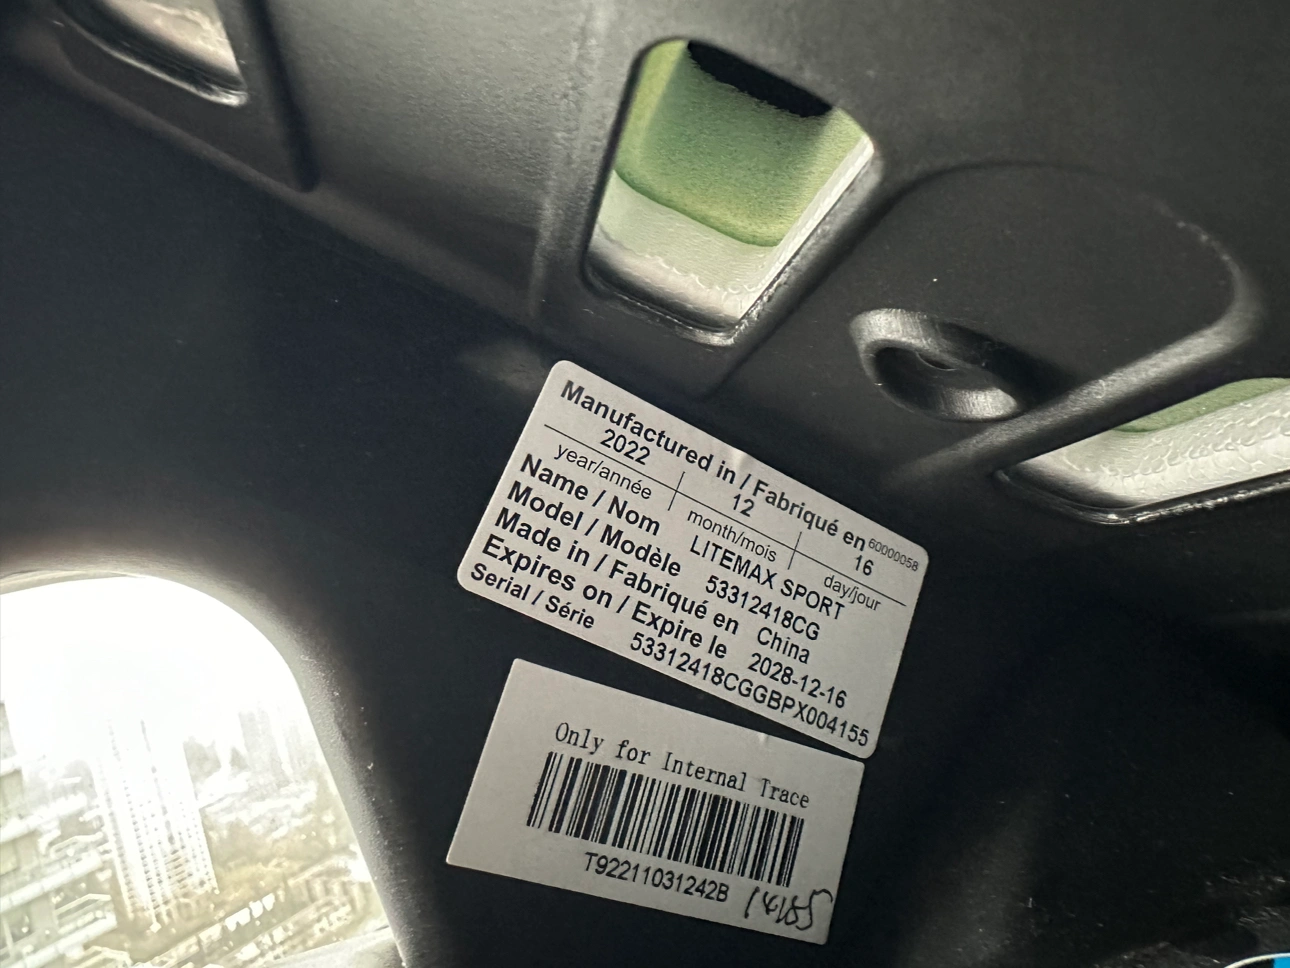 Manufactured in / Fabriqué en 60000058
2022 12 16
year/année month/mois day/jour
Name / Nom LITEMAX SPORT
Model / Modèle 53312418CG
Made in / Fabriqué en China
Expires on / Expire le 2028-12-16
Serial / Série 53312418CGGBPX004155
Only for Internal Trace
T92211031242B